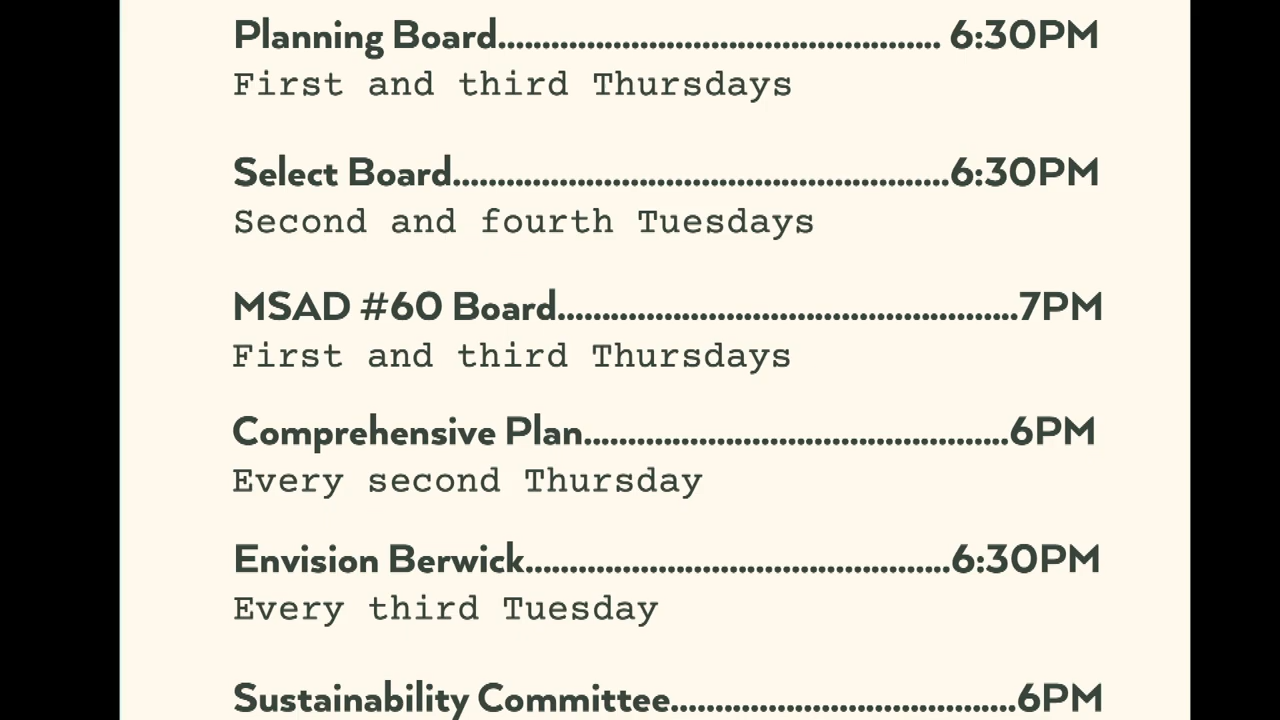 Planning Board.................................................. 6:30PM
First and third Thursdays
Select Board........................................................6:30PM
Second and fourth Tuesdays
MSAD #60 Board....................................................7PM
First and third Thursdays
Comprehensive Plan................................................6PM
Every second Thursday
Envision Berwick................................................6:30PM
Every third Tuesday
Sustainability Committee.......................................6PM